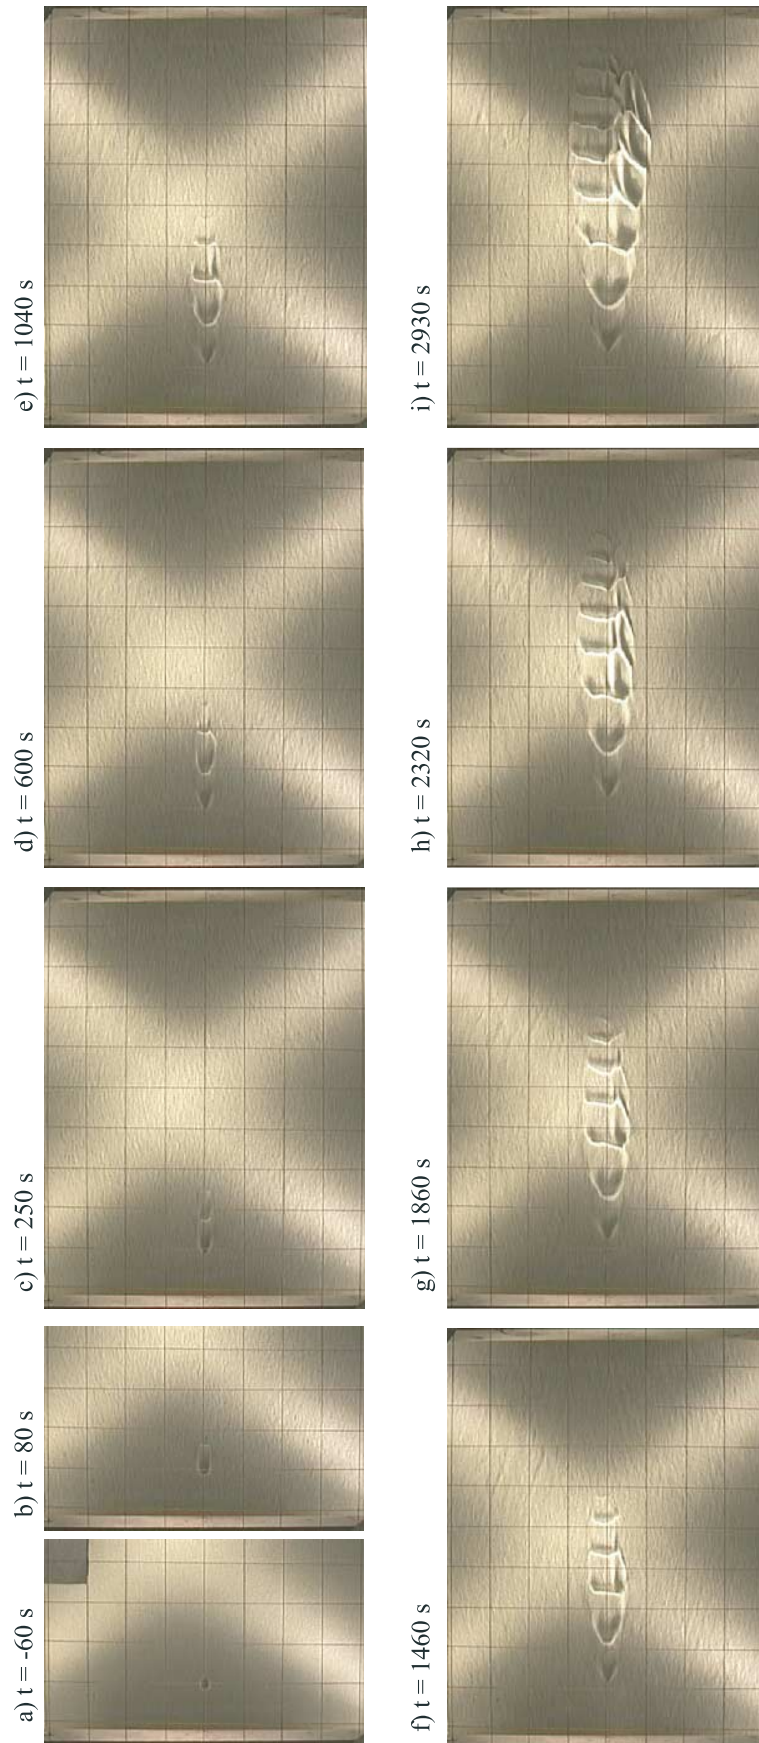 a) t = -60 s
b) t = 80 s
c) t = 250 s
d) t = 600 s
e) t = 1040 s
f) t = 1460 s
g) t = 1860 s
h) t = 2320 s
i) t = 2930 s